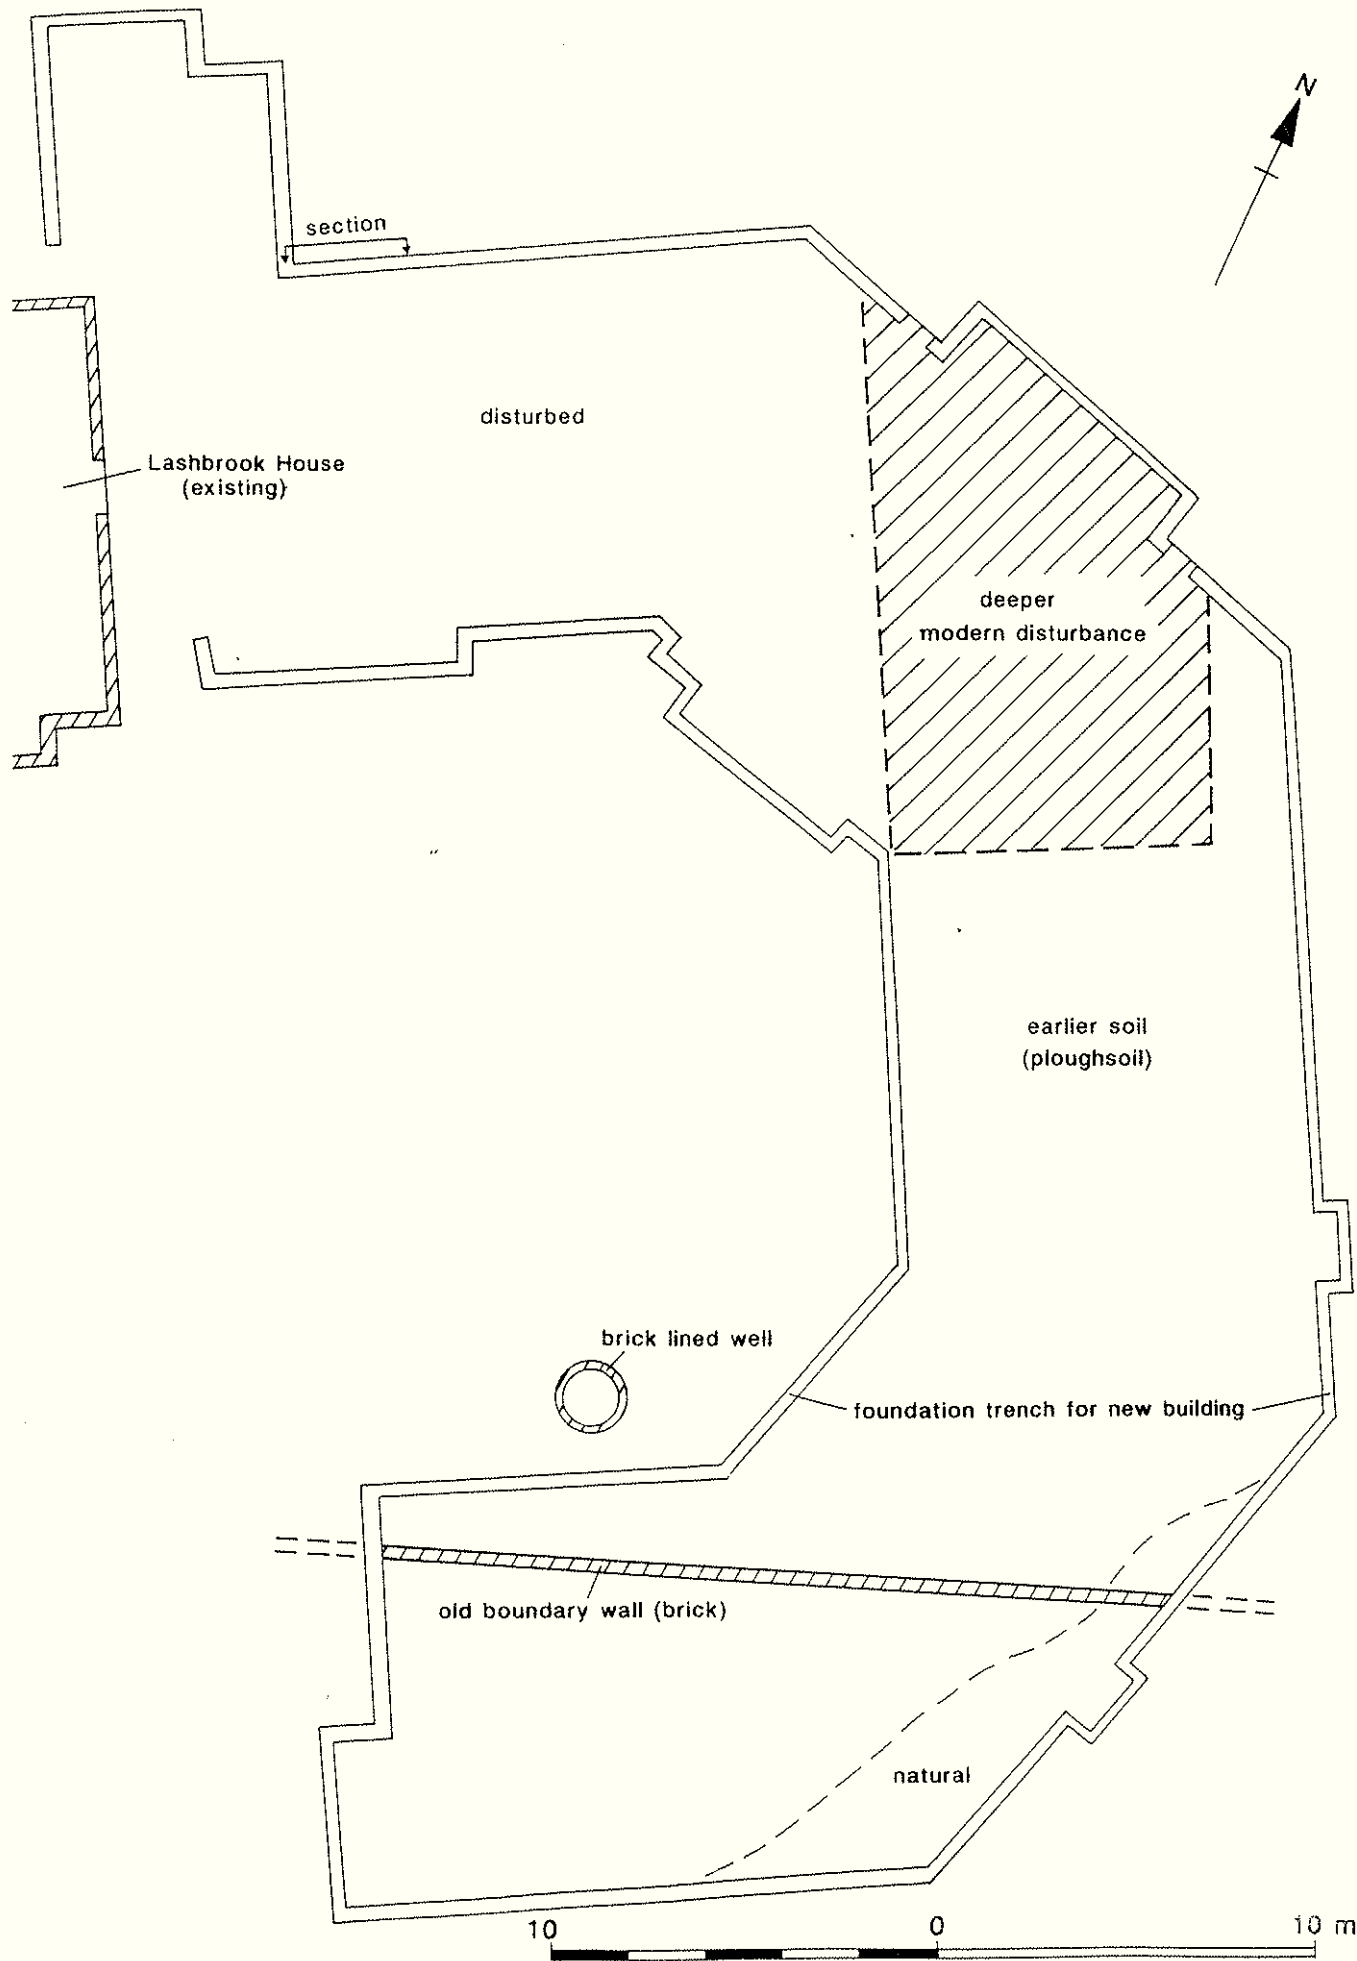 N
section
disturbed
Lashbrook House
(existing)
deeper
modern disturbance
earlier soil
(ploughsoil)
brick lined well
foundation trench for new building
old boundary wall (brick)
natural
10 0 10 m